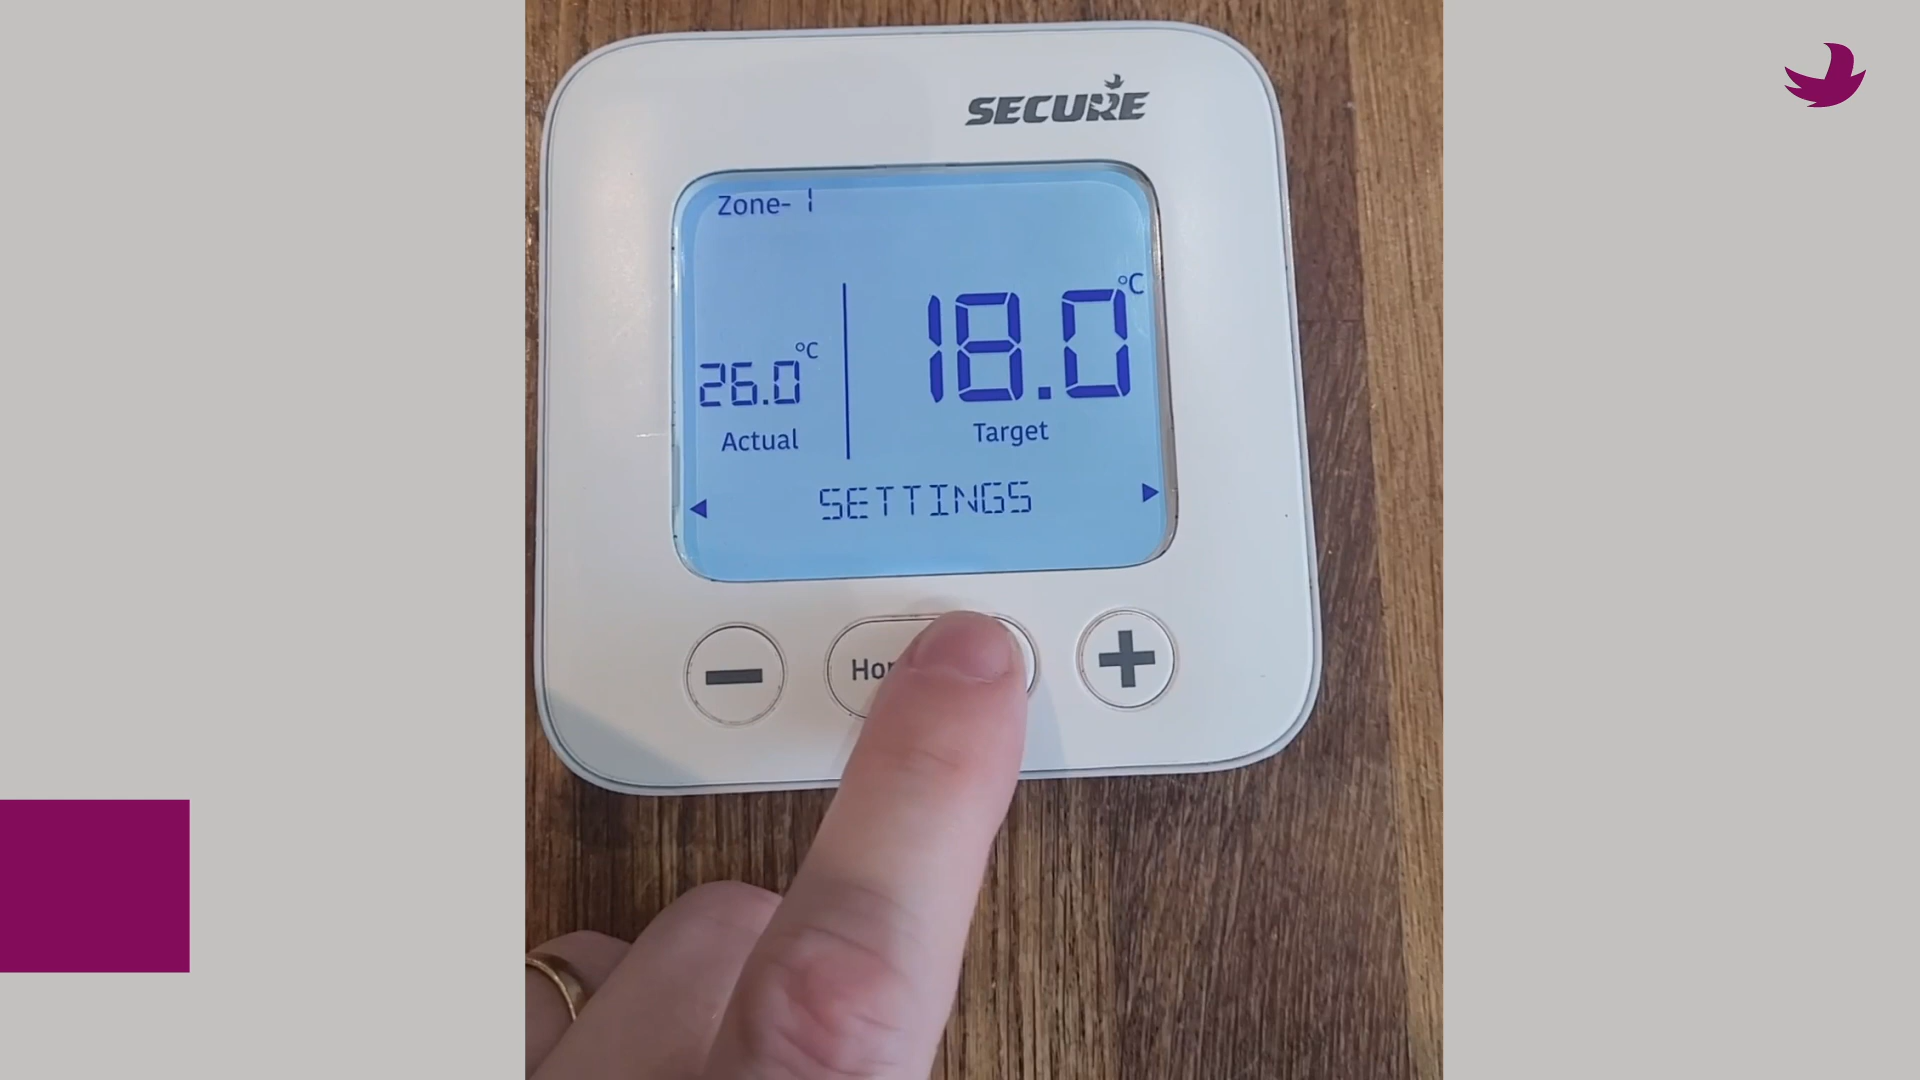 SECURE
Zone- 1
26.0°C
18.0°C
Actual
Target
SETTINGS